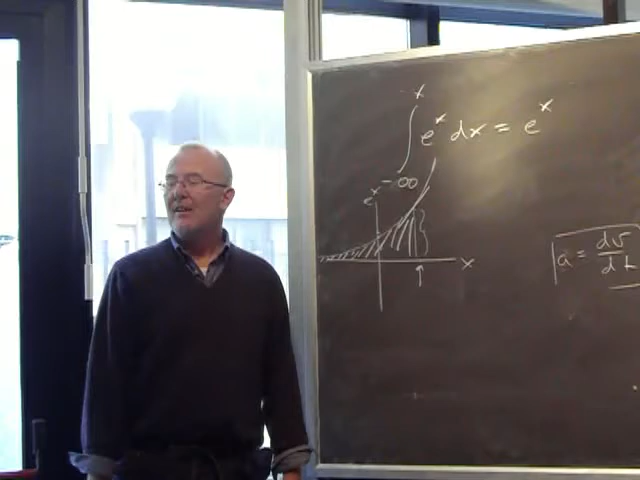 x
∫ e^x dx = e^x
-∞
e^x
x
a = dv/dt